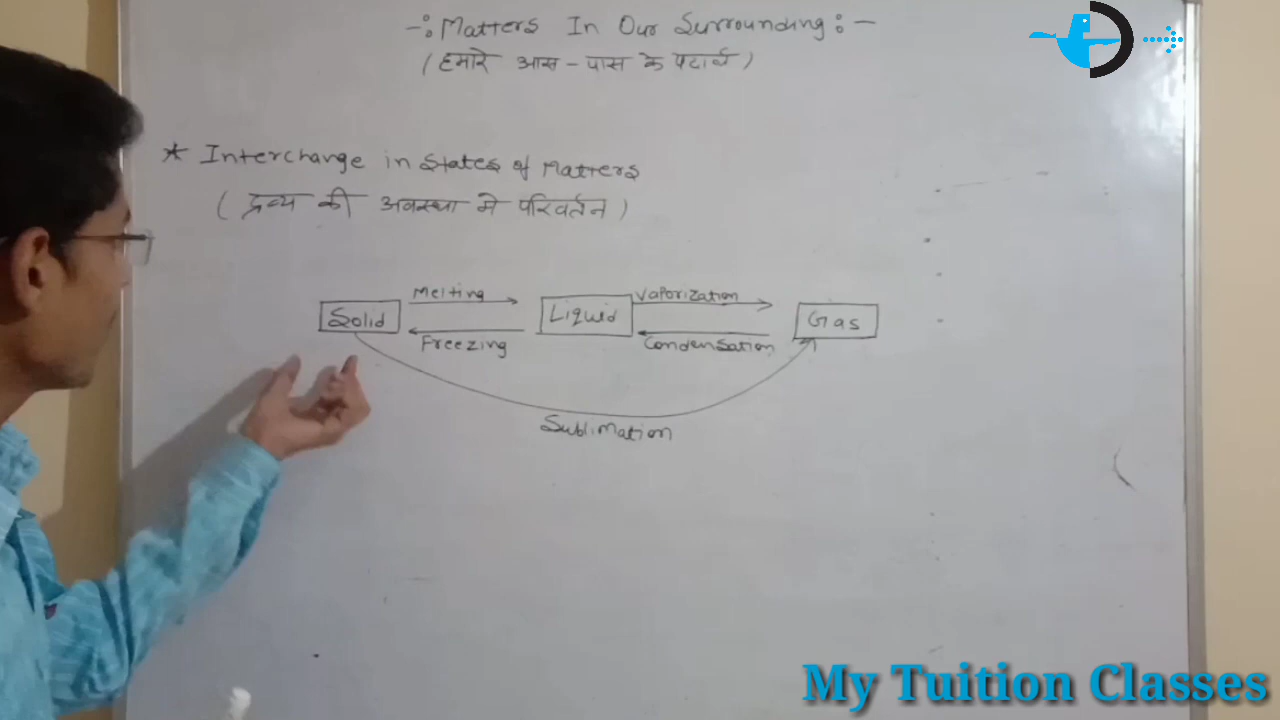 -: Matters In Our Surrounding :-
(हमारे आस-पास के पदार्थ)
* Interchange in States of Matters
(द्रव्य की अवस्था मे परिवर्तन)
Melting
Vaporization
Solid
Liquid
Gas
Freezing
Condensation
Sublimation
My Tuition Classes